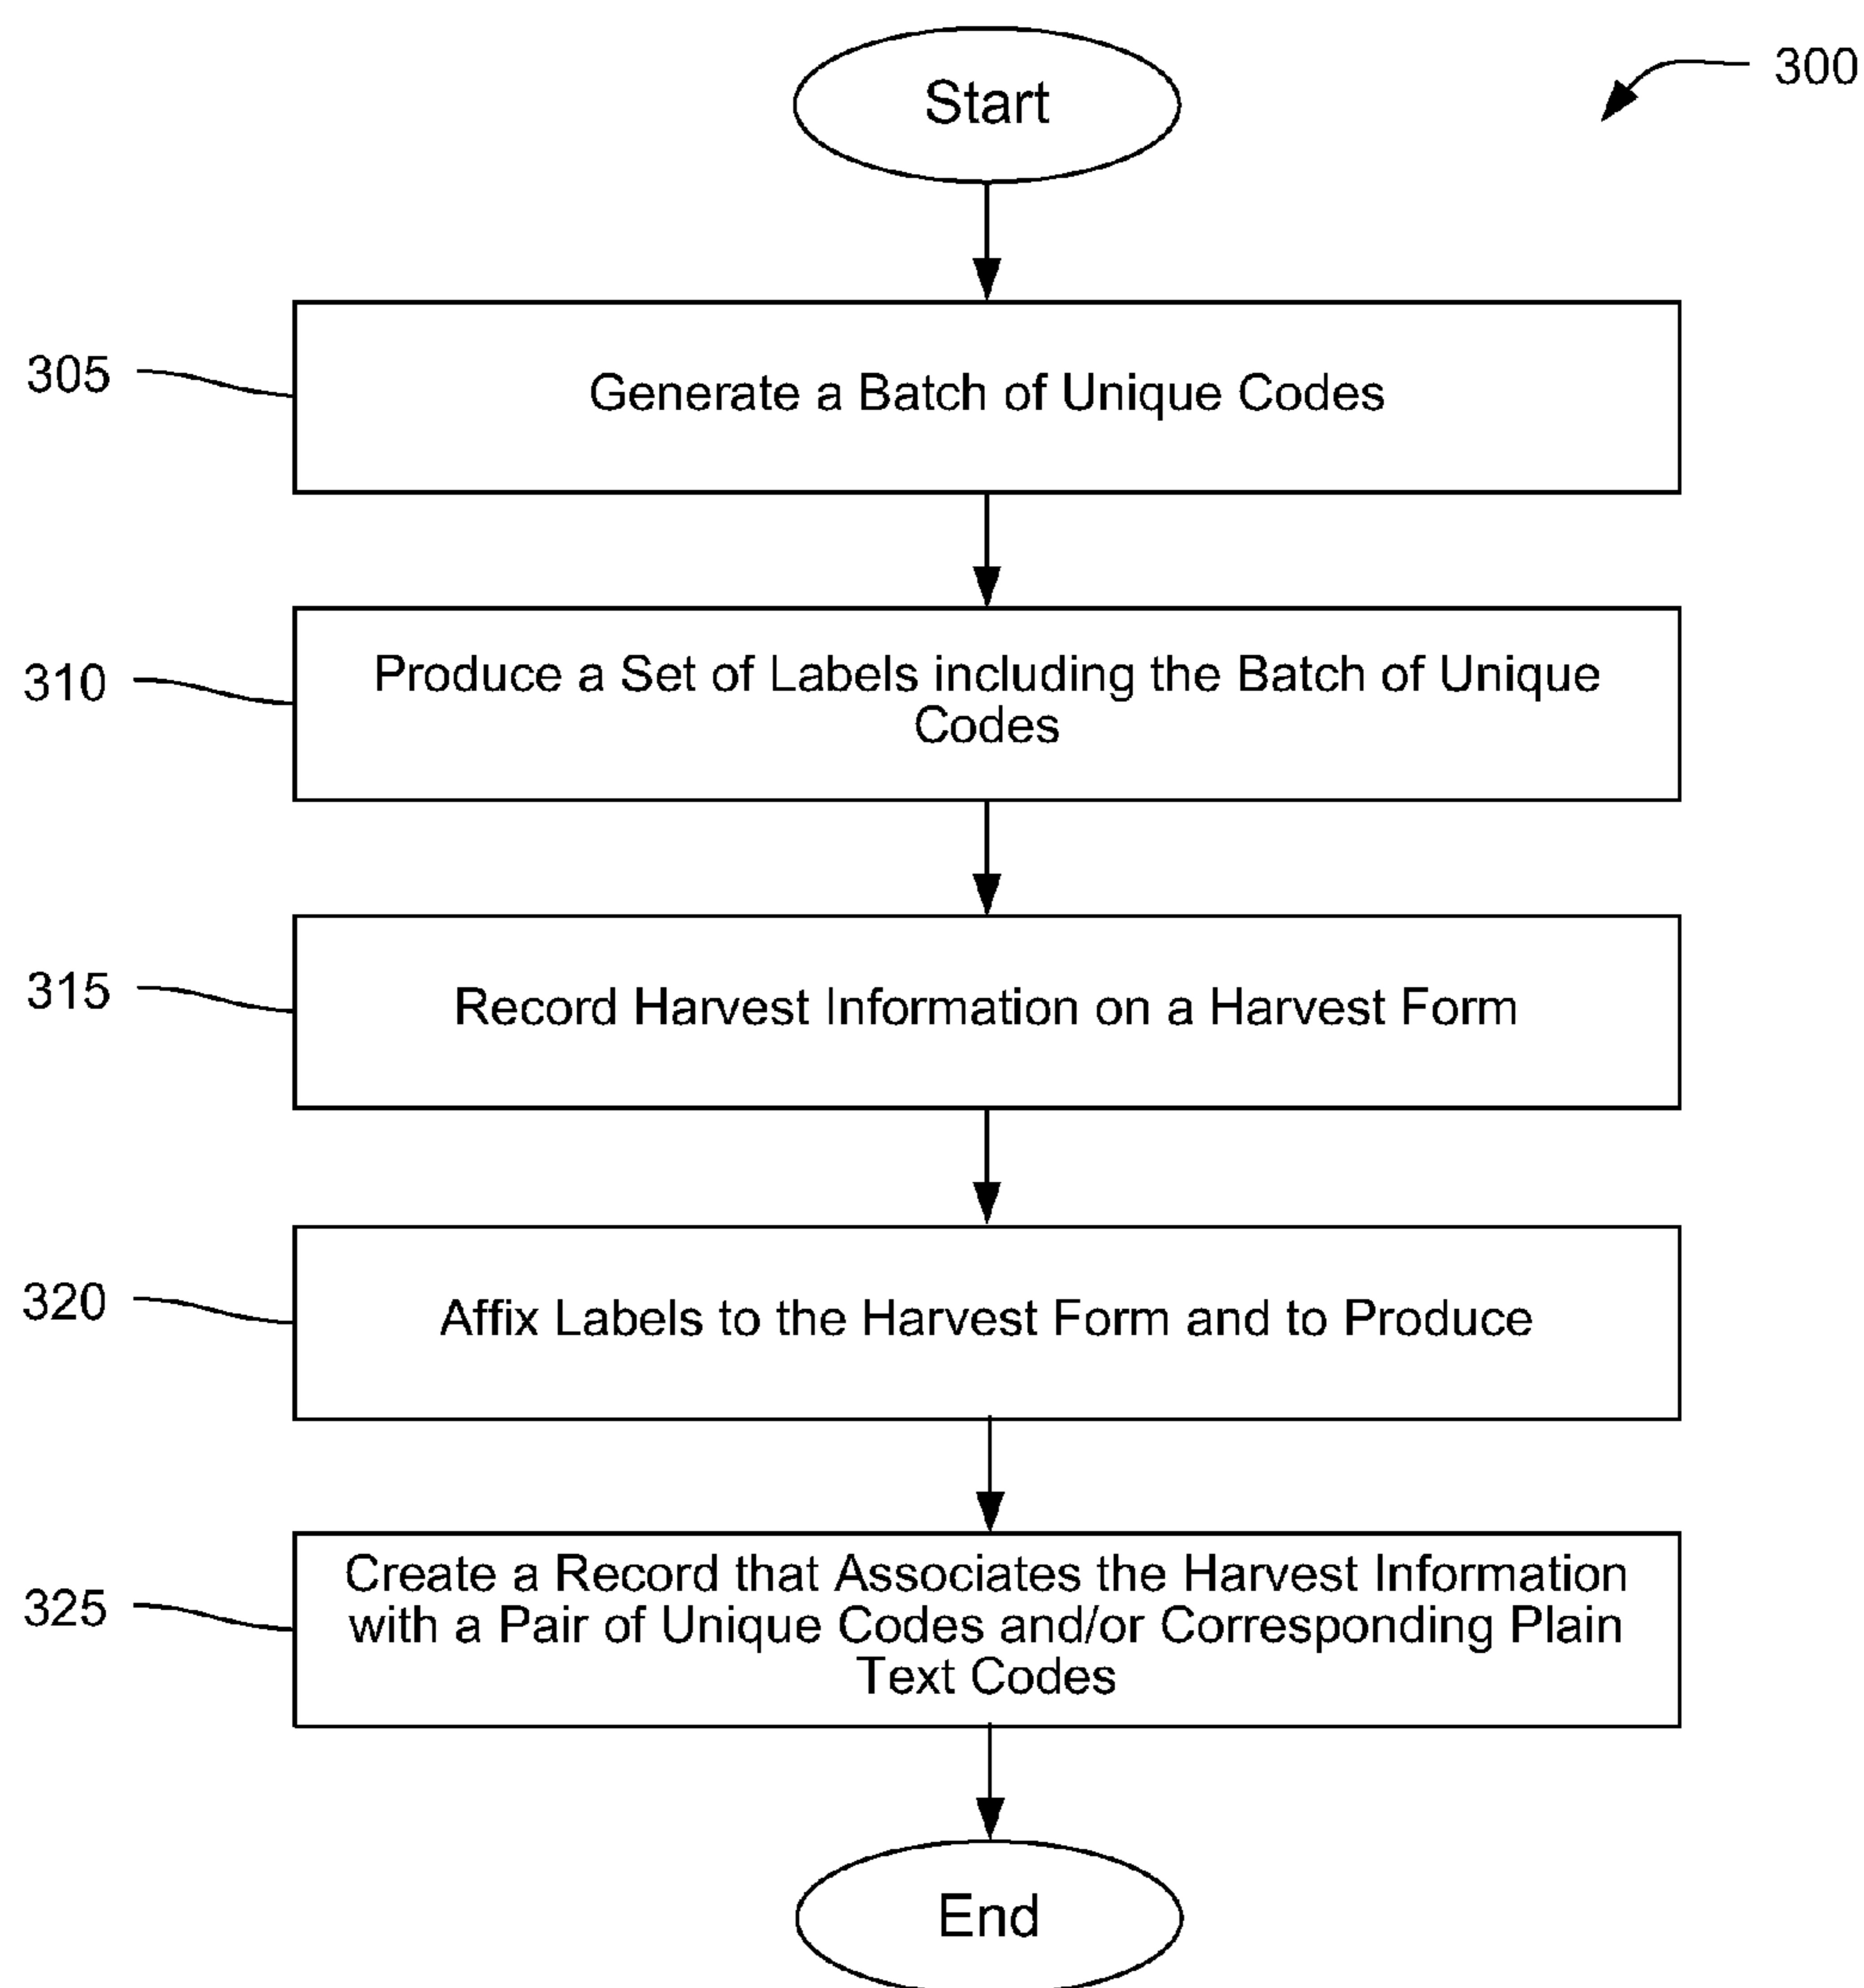 Start
300
305
Generate a Batch of Unique Codes
310
Produce a Set of Labels including the Batch of Unique
Codes
315
Record Harvest Information on a Harvest Form
320
Affix Labels to the Harvest Form and to Produce
325
Create a Record that Associates the Harvest Information
with a Pair of Unique Codes and/or Corresponding Plain
Text Codes
End